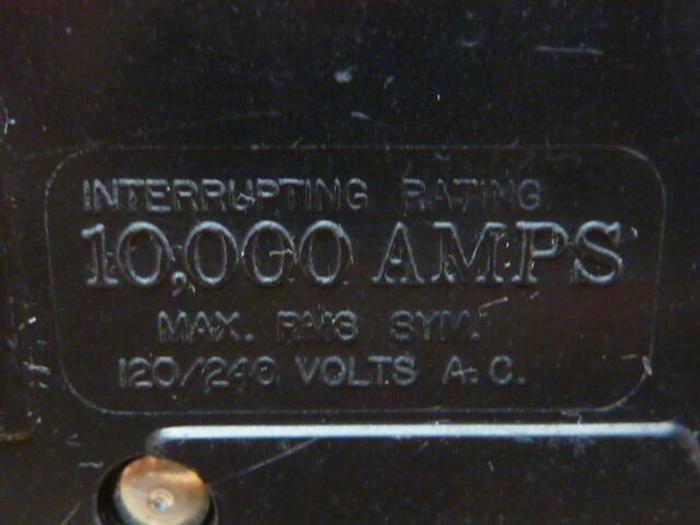 INTERRUPTING RATING
10,000 AMPS
MAX. RMS SYM.
120/240 VOLTS A.C.